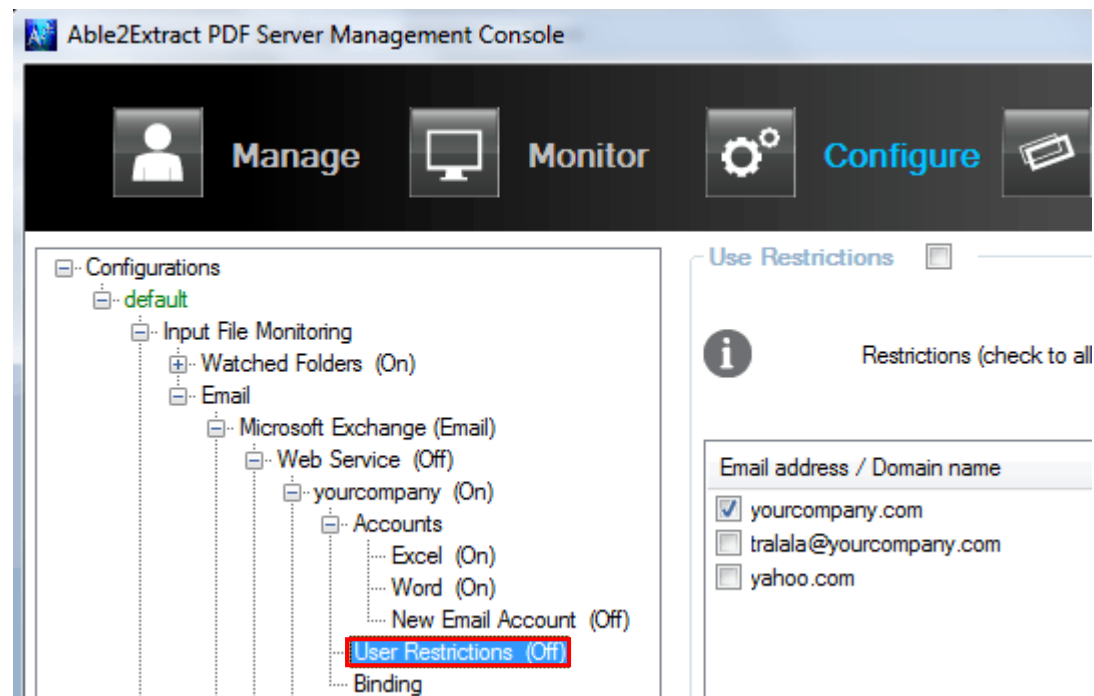 Able2Extract PDF Server Management Console
Manage Monitor Configure
Configurations
default
Input File Monitoring
Watched Folders (On)
Email
Microsoft Exchange (Email)
Web Service (Off)
yourcompany (On)
Accounts
Excel (On)
Word (On)
New Email Account (Off)
User Restrictions (Off)
Binding
Use Restrictions
Restrictions (check to all
Email address / Domain name
yourcompany.com
tralala@yourcompany.com
yahoo.com